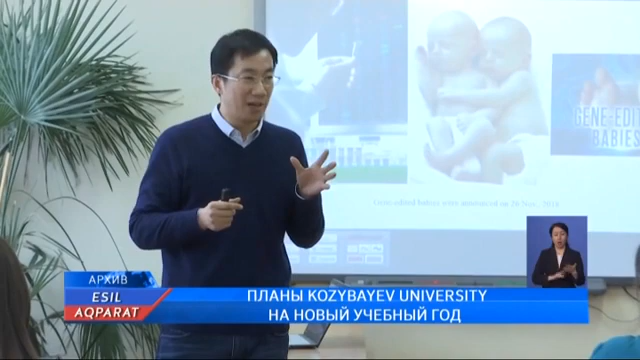 GENE-EDIT
BABIES
Gene-edited babies were announced on 26 Nov. 2018
АРХИВ
ESIL
AQPARAT
ПЛАНЫ KOZYBAYEV UNIVERSITY
НА НОВЫЙ УЧЕБНЫЙ ГОД